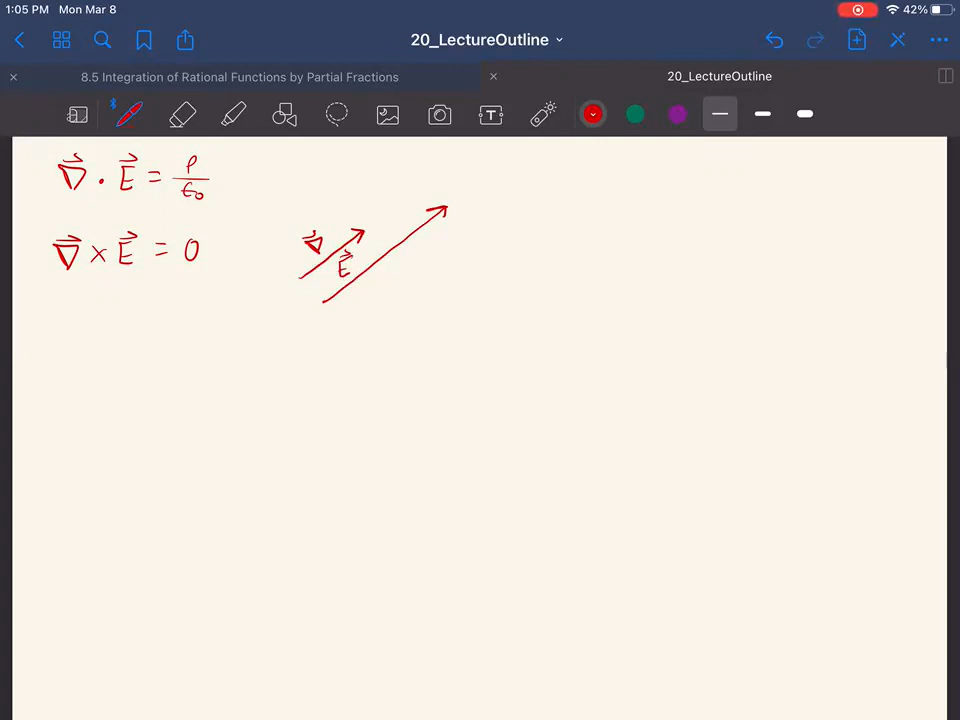 1:05 PM Mon Mar 8 42%
20_LectureOutline
8.5 Integration of Rational Functions by Partial Fractions 20_LectureOutline
T
∇⃗ · E⃗ = ρ/ε₀
∇⃗ × E⃗ = 0
∇⃗
E⃗